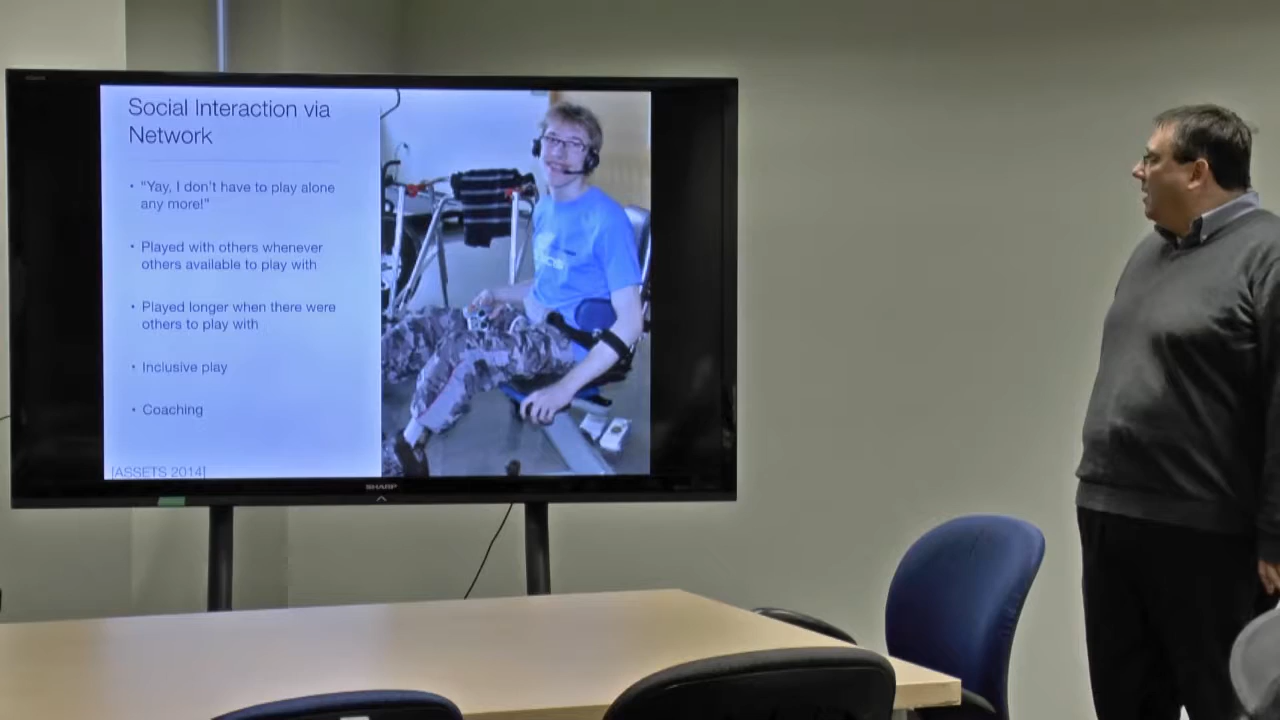 Social Interaction via
Network
• "Yay, I don't have to play alone
any more!"
• Played with others whenever
others available to play with
• Played longer when there were
others to play with
• Inclusive play
• Coaching
[ASSETS 2014]
SHARP